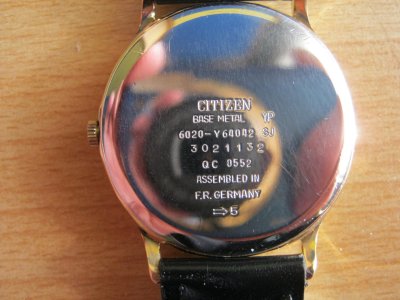 CITIZEN
BASE METAL YP
6020-Y64042 SJ
3021132
QC 0552
ASSEMBLED IN
F.R. GERMANY
⇨5